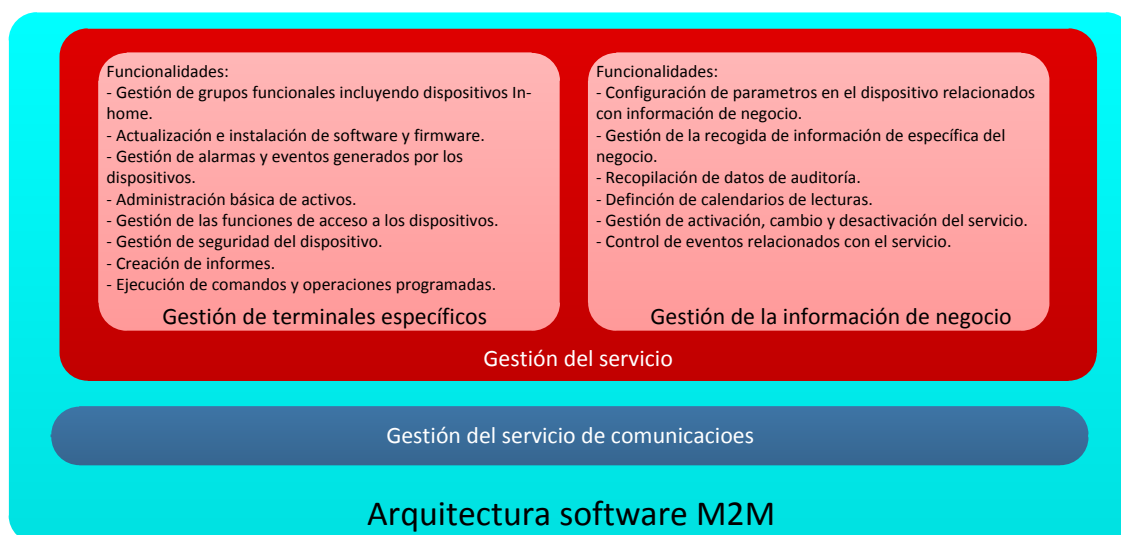 Funcionalidades:
- Gestión de grupos funcionales incluyendo dispositivos In-
home.
- Actualización e instalación de software y firmware.
- Gestión de alarmas y eventos generados por los
dispositivos.
- Administración básica de activos.
- Gestión de las funciones de acceso a los dispositivos.
- Gestión de seguridad del dispositivo.
- Creación de informes.
- Ejecución de comandos y operaciones programadas.
Gestión de terminales específicos
Funcionalidades:
- Configuración de parametros en el dispositivo relacionados
con información de negocio.
- Gestión de la recogida de información de específica del
negocio.
- Recopilación de datos de auditoría.
- Definción de calendarios de lecturas.
- Gestión de activación, cambio y desactivación del servicio.
- Control de eventos relacionados con el servicio.
Gestión de la información de negocio
Gestión del servicio
Gestión del servicio de comunicacioes
Arquitectura software M2M